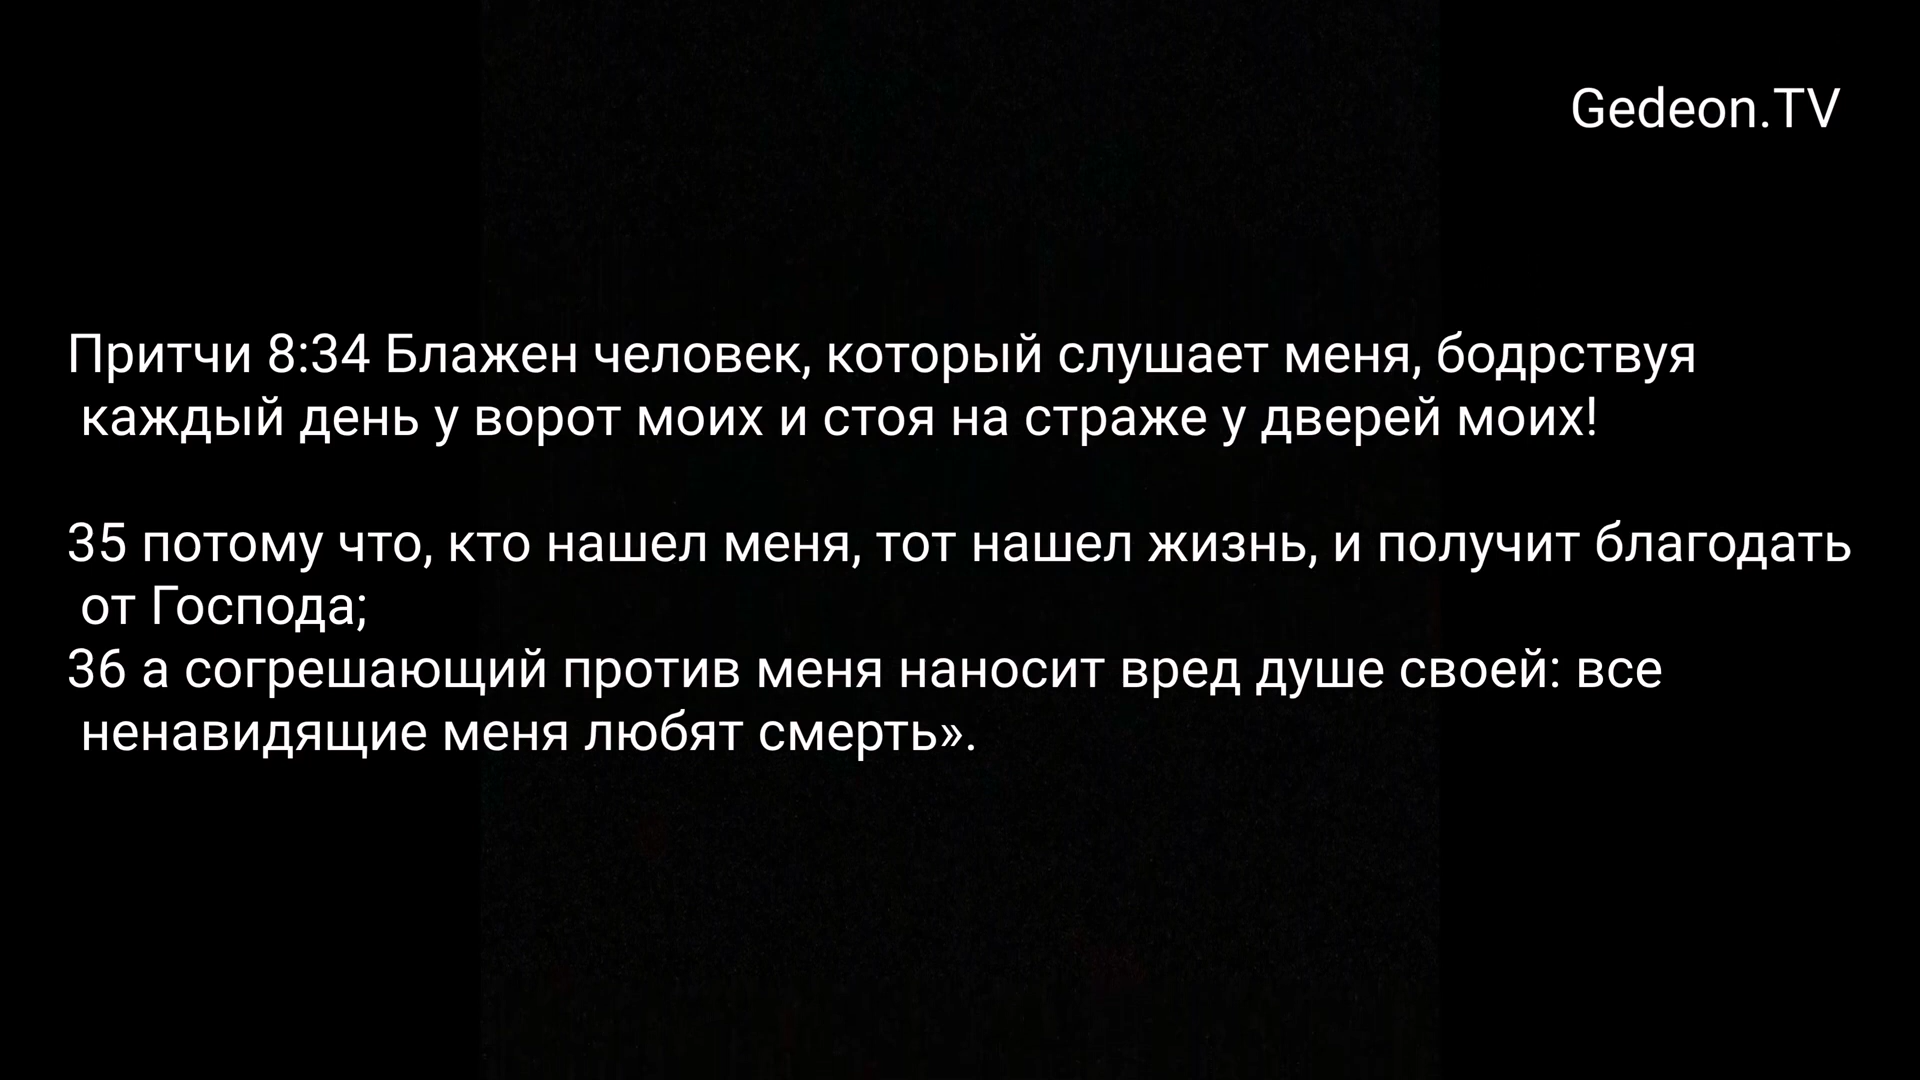 Gedeon.TV
Притчи 8:34 Блажен человек, который слушает меня, бодрствуя
каждый день у ворот моих и стоя на страже у дверей моих!
35 потому что, кто нашел меня, тот нашел жизнь, и получит благодать
от Господа;
36 а согрешающий против меня наносит вред душе своей: все
ненавидящие меня любят смерть».